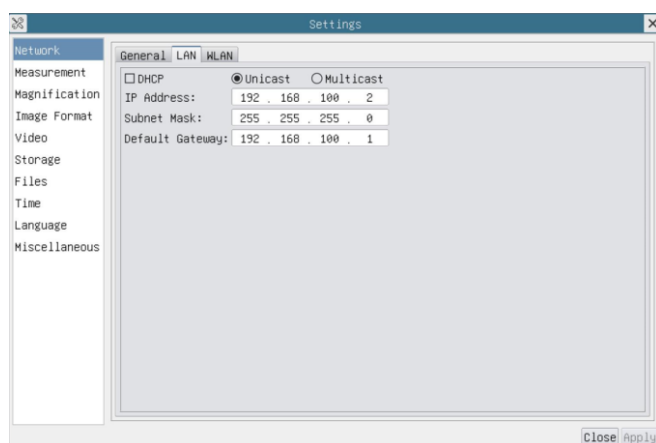 Settings
Network
Measurement
Magnification
Image Format
Video
Storage
Files
Time
Language
Miscellaneous
General LAN WLAN
DHCP Unicast Multicast
IP Address: 192 . 168 . 100 . 2
Subnet Mask: 255 . 255 . 255 . 0
Default Gateway: 192 . 168 . 100 . 1
Close Apply